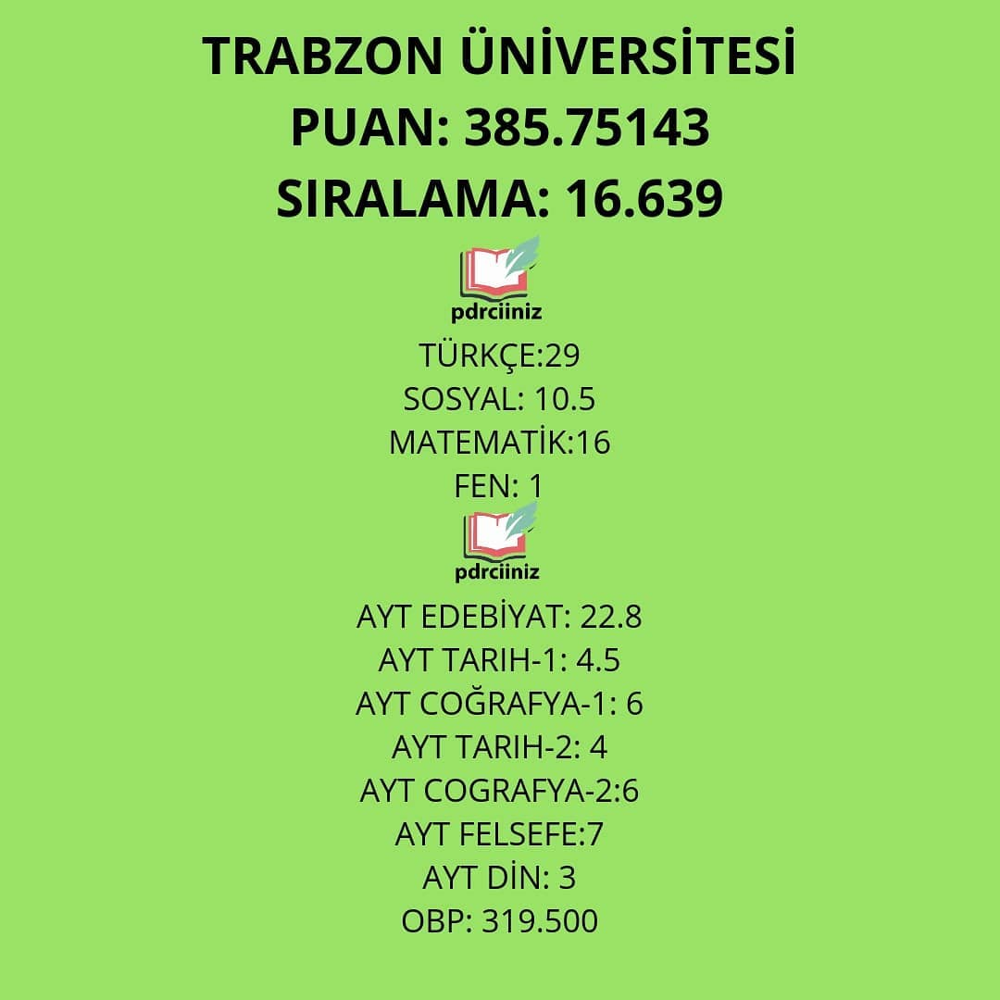 TRABZON ÜNİVERSİTESİ
PUAN: 385.75143
SIRALAMA: 16.639
pdrciiniz
TÜRKÇE:29
SOSYAL: 10.5
MATEMATİK:16
FEN: 1
pdrciiniz
AYT EDEBİYAT: 22.8
AYT TARIH-1: 4.5
AYT COĞRAFYA-1: 6
AYT TARIH-2: 4
AYT COGRAFYA-2:6
AYT FELSEFE:7
AYT DİN: 3
OBP: 319.500